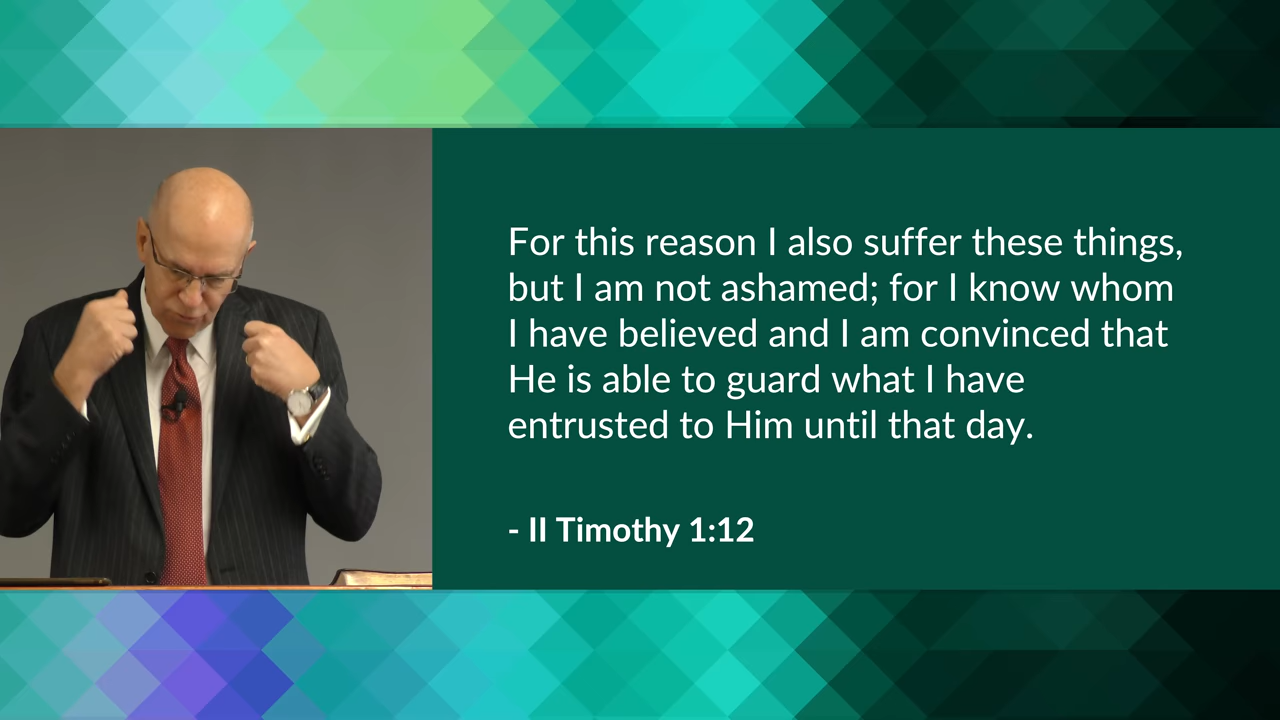 For this reason I also suffer these things,
but I am not ashamed; for I know whom
I have believed and I am convinced that
He is able to guard what I have
entrusted to Him until that day.
- II Timothy 1:12